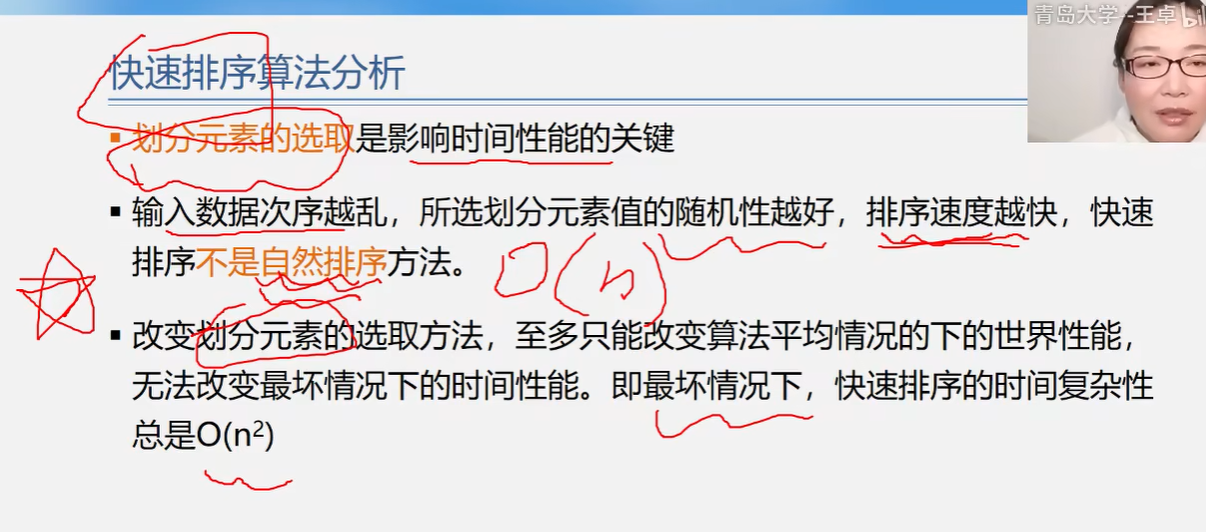 青岛大学--王卓
快速排序算法分析
▪ 划分元素的选取是影响时间性能的关键
▪ 输入数据次序越乱，所选划分元素值的随机性越好，排序速度越快，快速
排序不是自然排序方法。
O(n)
▪ 改变划分元素的选取方法，至多只能改变算法平均情况的下的世界性能，
无法改变最坏情况下的时间性能。即最坏情况下，快速排序的时间复杂性
总是O(n²)